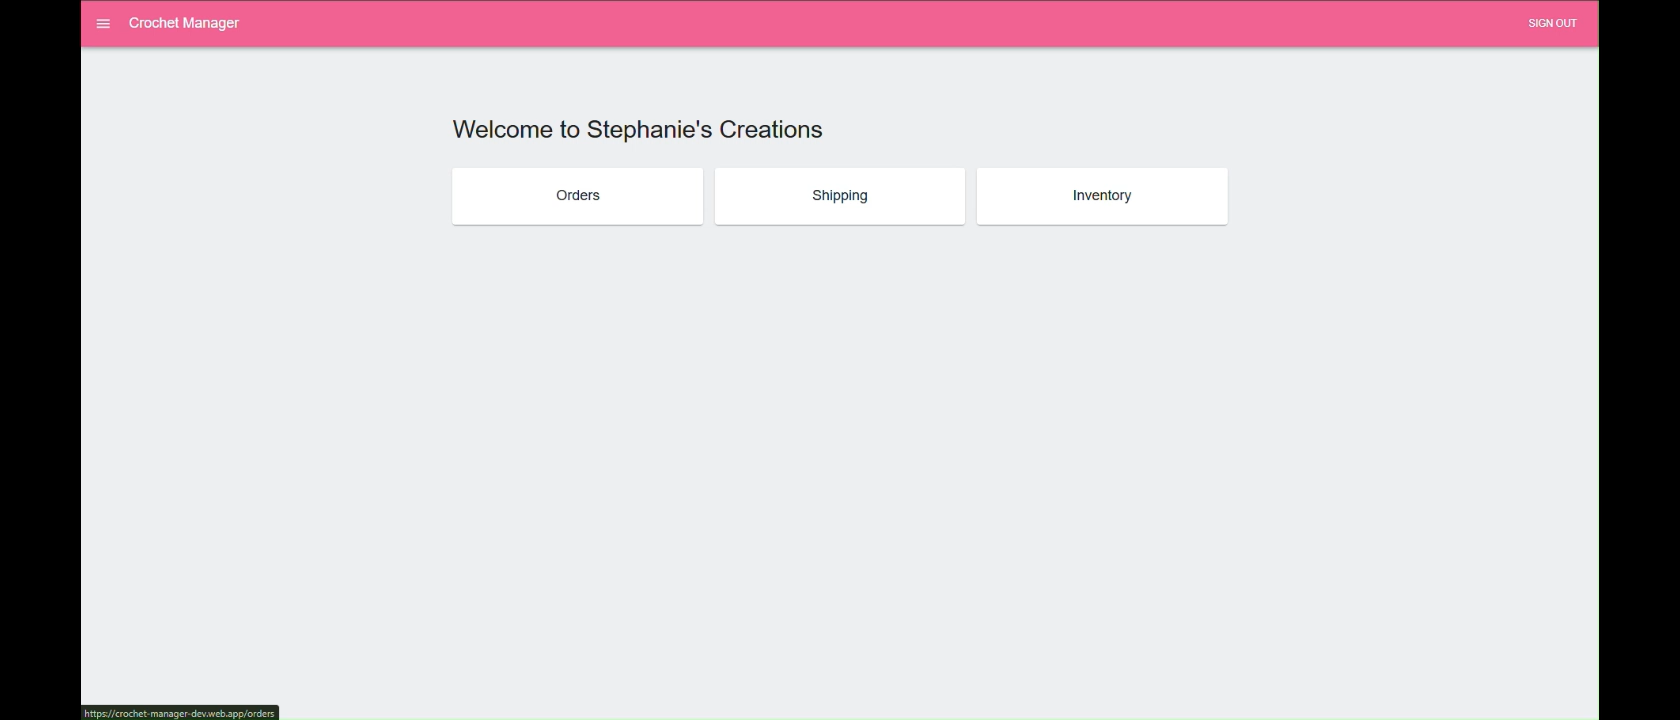 Crochet Manager
SIGN OUT
Welcome to Stephanie's Creations
Orders
Shipping
Inventory
https://crochet-manager-dev.web.app/orders